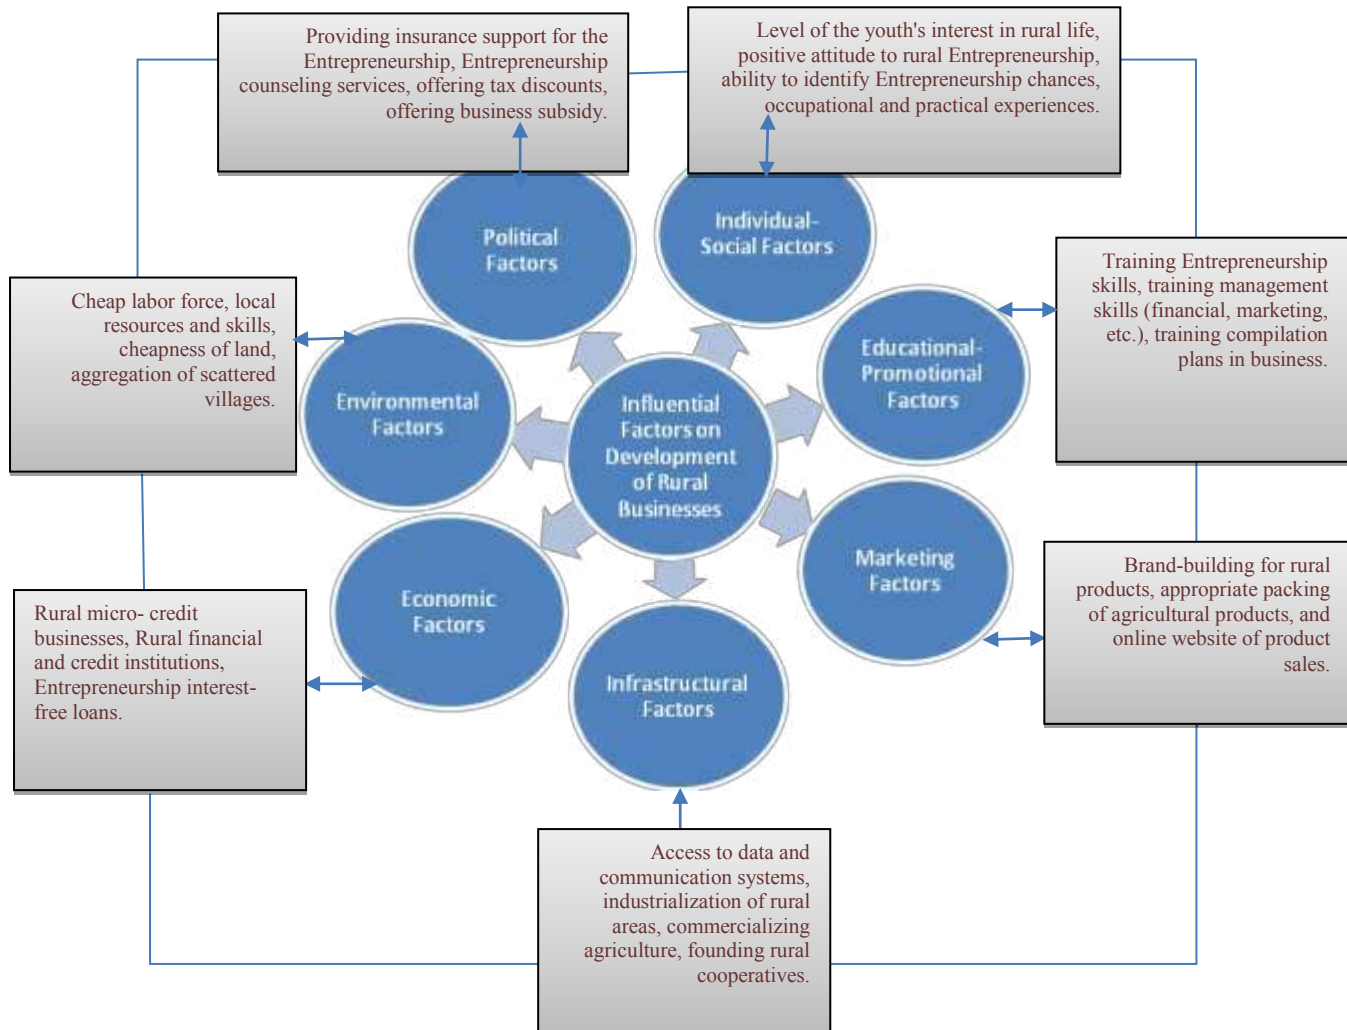 Providing insurance support for the
Entrepreneurship, Entrepreneurship
counseling services, offering tax discounts,
offering business subsidy.
Level of the youth's interest in rural life,
positive attitude to rural Entrepreneurship,
ability to identify Entrepreneurship chances,
occupational and practical experiences.
Political
Factors
Individual-
Social Factors
Cheap labor force, local
resources and skills,
cheapness of land,
aggregation of scattered
villages.
Training Entrepreneurship
skills, training management
skills (financial, marketing,
etc.), training compilation
plans in business.
Environmental
Factors
Influential
Factors on
Development
of Rural
Businesses
Educational-
Promotional
Factors
Rural micro- credit
businesses, Rural financial
and credit institutions,
Entrepreneurship interest-
free loans.
Economic
Factors
Marketing
Factors
Brand-building for rural
products, appropriate packing
of agricultural products, and
online website of product
sales.
Infrastructural
Factors
Access to data and
communication systems,
industrialization of rural
areas, commercializing
agriculture, founding rural
cooperatives.